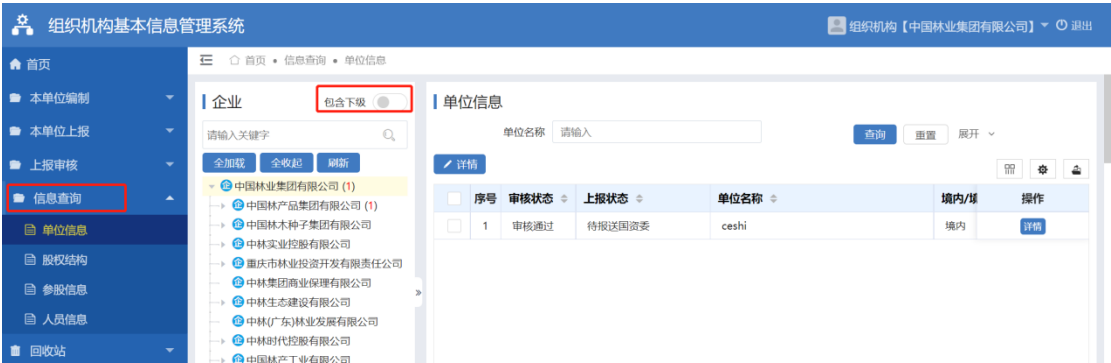 组织机构基本信息管理系统
组织机构【中国林业集团有限公司】 退出
首页
首页 • 信息查询 • 单位信息
本单位编制
本单位上报
上报审核
信息查询
单位信息
股权结构
参股信息
人员信息
回收站
企业 包含下级
请输入关键字
全加载 全收起 刷新
中国林业集团有限公司 (1)
中国林产品集团有限公司 (1)
中国林木种子集团有限公司
中林实业控股有限公司
重庆市林业投资开发有限责任公司
中林集团商业保理有限公司
中林生态建设有限公司
中林(广东)林业发展有限公司
中林时代控股有限公司
中国林产工业有限公司
单位信息
单位名称 请输入 查询 重置 展开
详情
序号 审核状态 上报状态 单位名称 境内/ 操作
1 审核通过 待报送国资委 ceshi 境内 详情